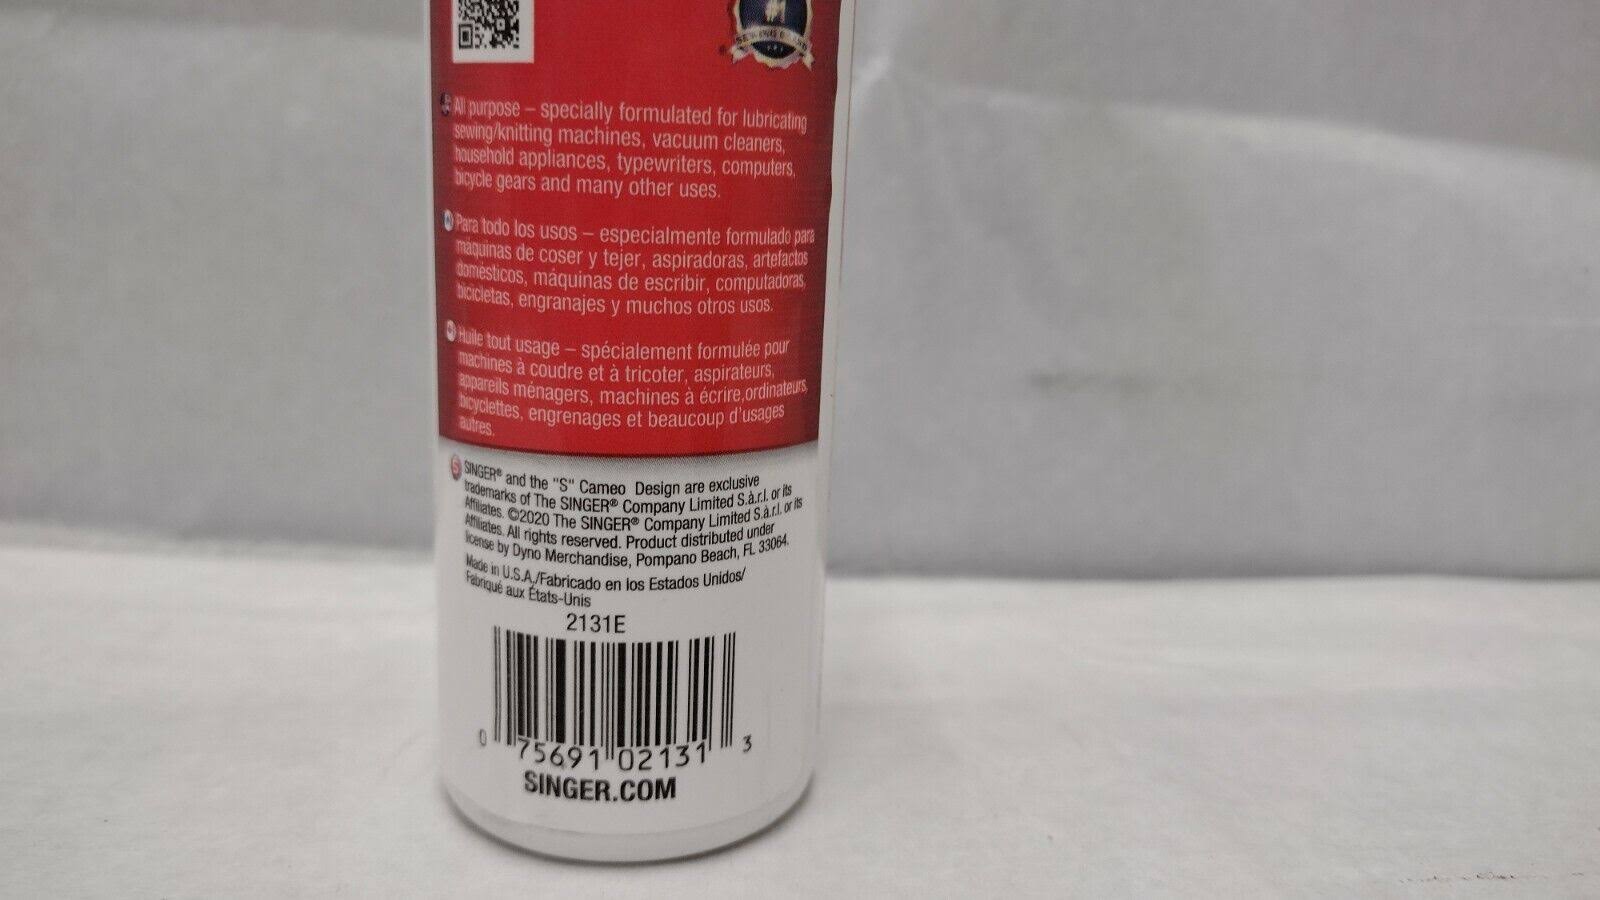 #1
SEWING BRAND
All purpose – specially formulated for lubricating
sewing/knitting machines, vacuum cleaners,
household appliances, typewriters, computers,
bicycle gears and many other uses.
Para todo los usos – especialmente formulado para
máquinas de coser y tejer, aspiradoras, artefactos
domésticos, máquinas de escribir, computadoras,
bicicletas, engranajes y muchos otros usos.
Huile tout usage – spécialement formulée pour
machines à coudre et à tricoter, aspirateurs,
appareils ménagers, machines à écrire,ordinateurs,
bicyclettes, engrenages et beaucoup d'usages
autres.
S SINGER® and the "S" Cameo Design are exclusive
trademarks of The SINGER® Company Limited S.à.r.l. or its
Affiliates. ©2020 The SINGER® Company Limited S.à.r.l. or its
Affiliates. All rights reserved. Product distributed under
license by Dyno Merchandise, Pompano Beach, FL 33064.
Made in U.S.A./Fabricado en los Estados Unidos/
Fabriqué aux États-Unis
2131E
0 75691 02131 3
SINGER.COM